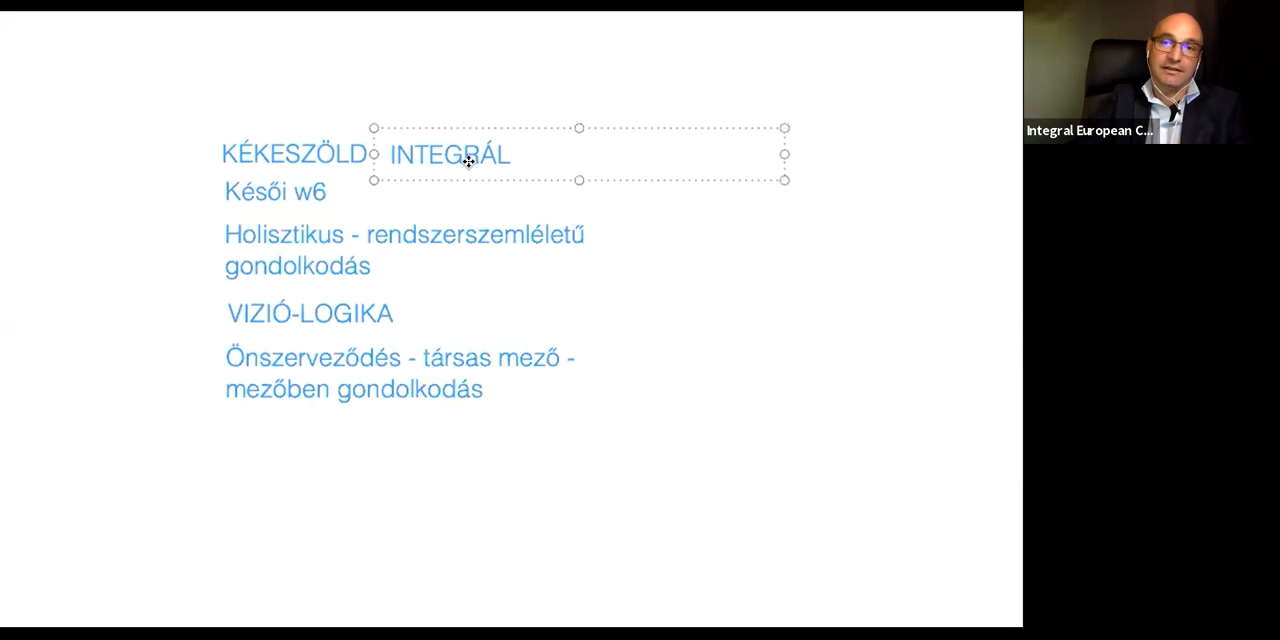 KÉKESZÖLD INTEGRÁL
Késői w6
Holisztikus - rendszerszemléletű
gondolkodás
VIZIÓ-LOGIKA
Önszerveződés - társas mező -
mezőben gondolkodás
Integral European C...